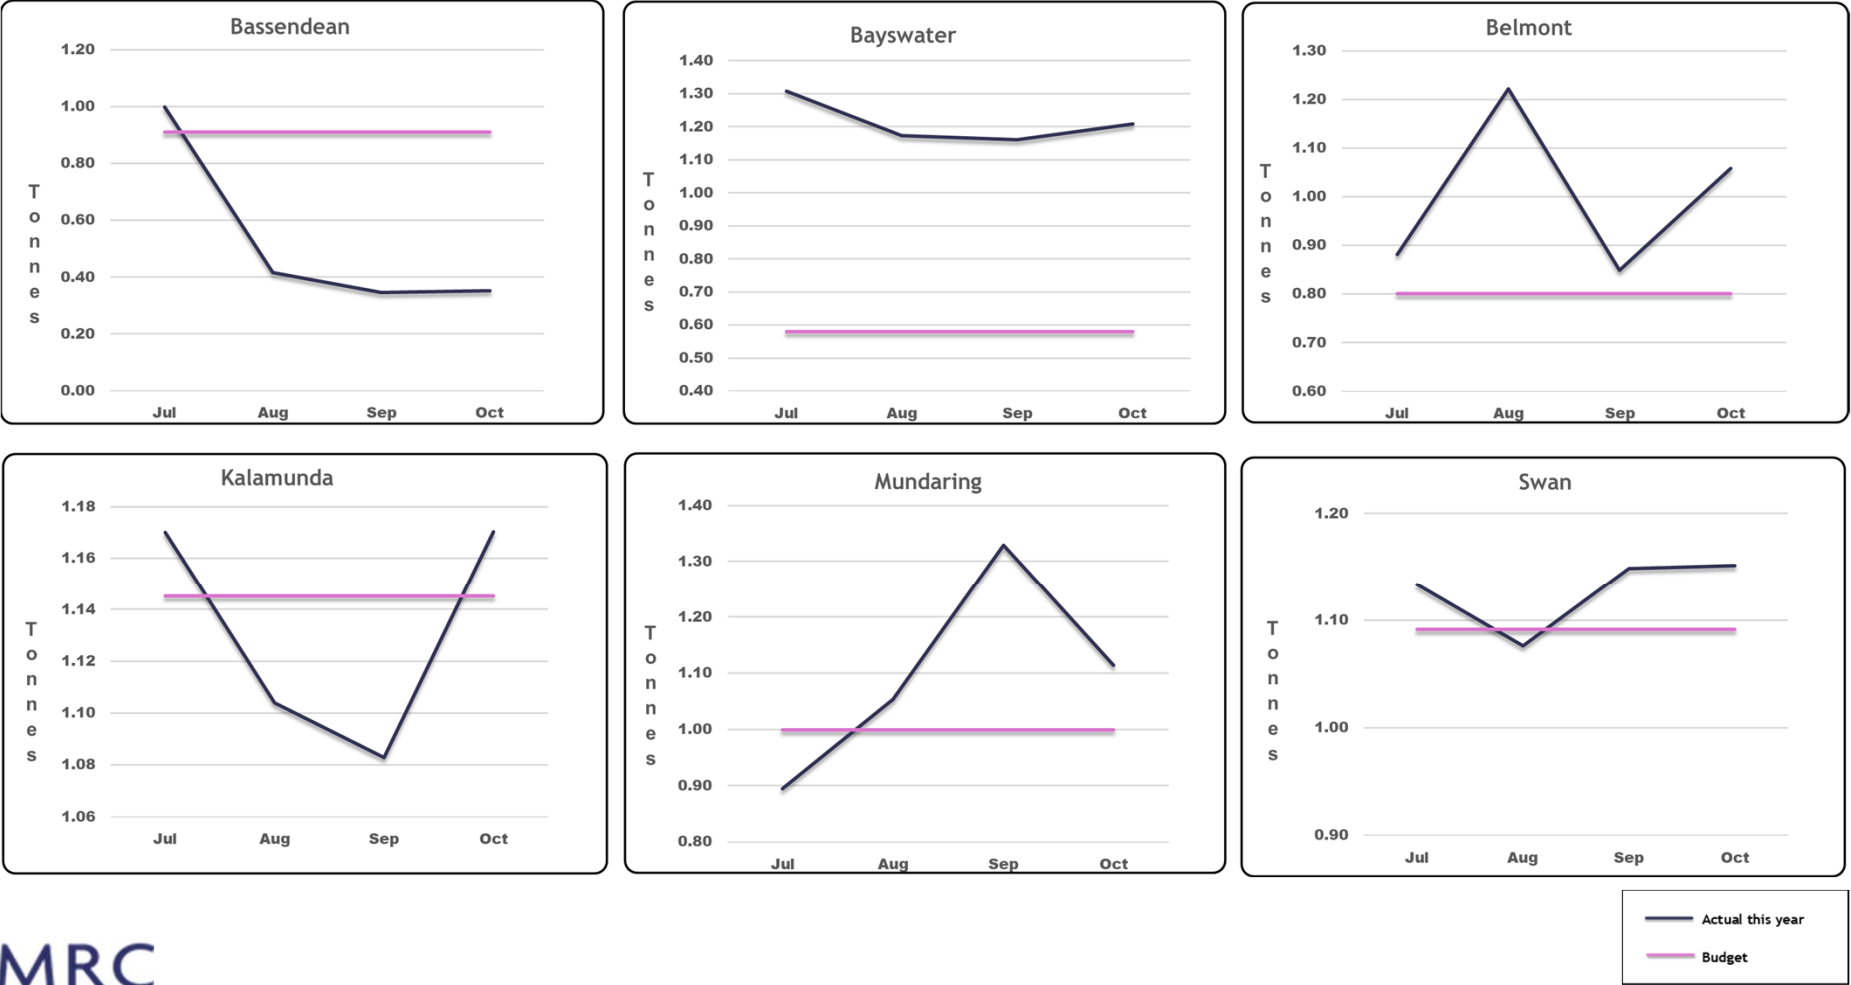 Bassendean
1.20
1.00
0.80
0.60
0.40
0.20
0.00
Tonnes
Jul Aug Sep Oct
Bayswater
1.40
1.30
1.20
1.10
1.00
0.90
0.80
0.70
0.60
0.50
0.40
Tonnes
Jul Aug Sep Oct
Belmont
1.30
1.20
1.10
1.00
0.90
0.80
0.70
0.60
Tonnes
Jul Aug Sep Oct
Kalamunda
1.18
1.16
1.14
1.12
1.10
1.08
1.06
Tonnes
Jul Aug Sep Oct
Mundaring
1.40
1.30
1.20
1.10
1.00
0.90
0.80
Tonnes
Jul Aug Sep Oct
Swan
1.20
1.10
1.00
0.90
Tonnes
Jul Aug Sep Oct
Actual this year
Budget
MRC